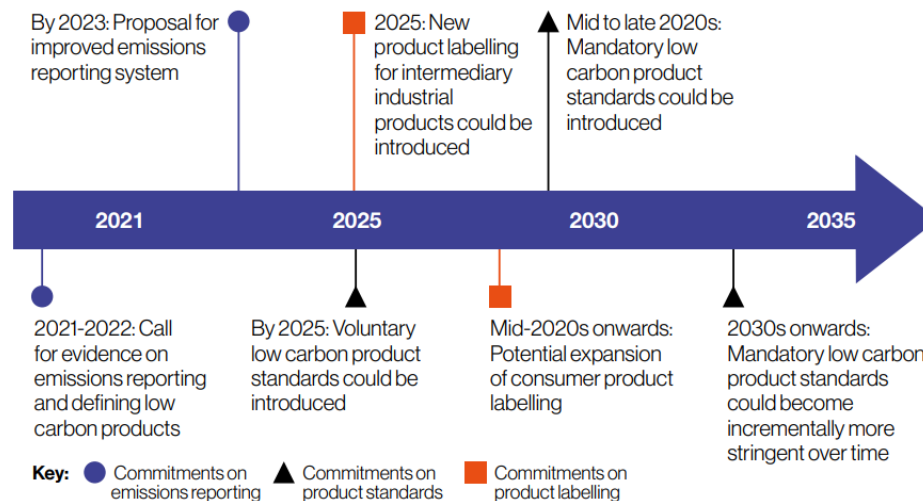 By 2023: Proposal for
improved emissions
reporting system
2025: New
product labelling
for intermediary
industrial
products could be
introduced
Mid to late 2020s:
Mandatory low
carbon product
standards could be
introduced
2021
2025
2030
2035
2021-2022: Call
for evidence on
emissions reporting
and defining low
carbon products
By 2025: Voluntary
low carbon product
standards could be
introduced
Mid-2020s onwards:
Potential expansion
of consumer product
labelling
2030s onwards:
Mandatory low carbon
product standards
could become
incrementally more
stringent over time
Key:
Commitments on
emissions reporting
Commitments on
product standards
Commitments on
product labelling